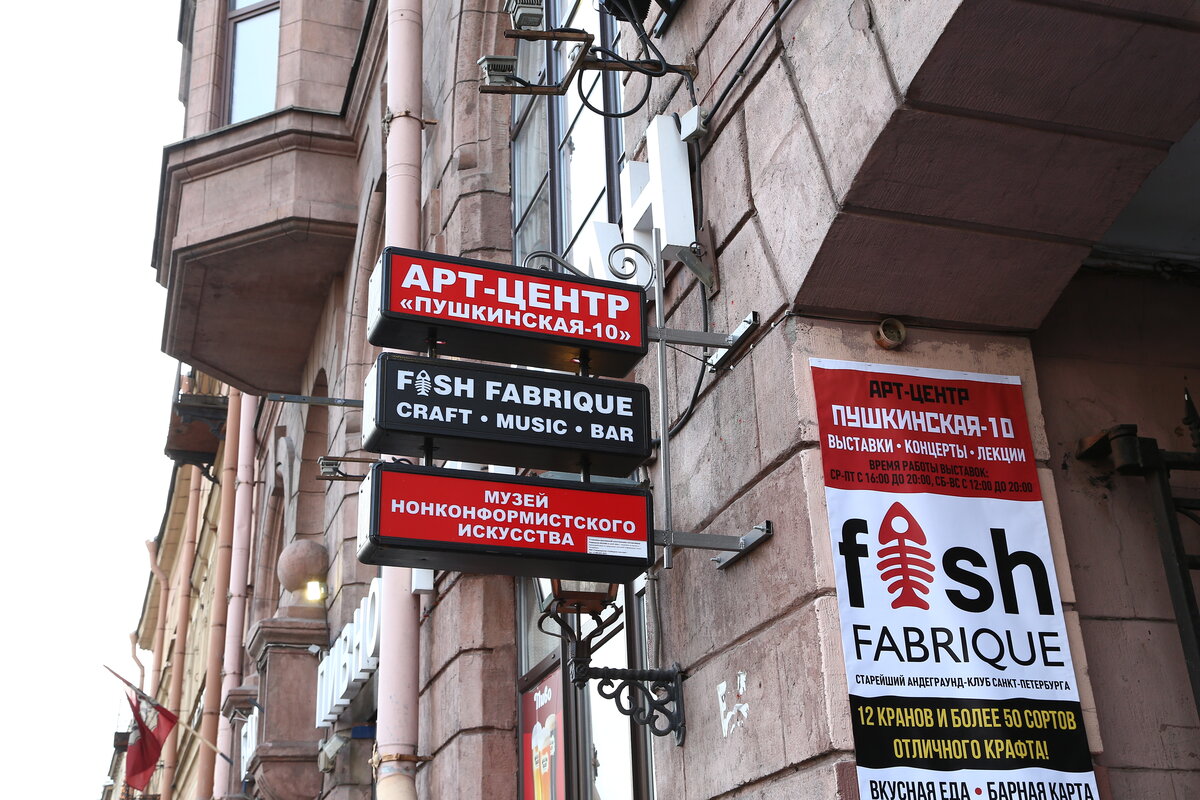 АРТ-ЦЕНТР
«ПУШКИНСКАЯ-10»
FISH FABRIQUE
CRAFT • MUSIC • BAR
МУЗЕЙ
НОНКОНФОРМИСТСКОГО
ИСКУССТВА
АРТ-ЦЕНТР
ПУШКИНСКАЯ-10
ВЫСТАВКИ • КОНЦЕРТЫ • ЛЕКЦИИ
ВРЕМЯ РАБОТЫ ВЫСТАВОК:
СР-ПТ С 16:00 ДО 20:00, СБ-ВС С 12:00 ДО 20:00
fish
FABRIQUE
СТАРЕЙШИЙ АНДЕГРАУНД-КЛУБ САНКТ-ПЕТЕРБУРГА
12 КРАНОВ И БОЛЕЕ 50 СОРТОВ
ОТЛИЧНОГО КРАФТА!
ВКУСНАЯ ЕДА • БАРНАЯ КАРТА